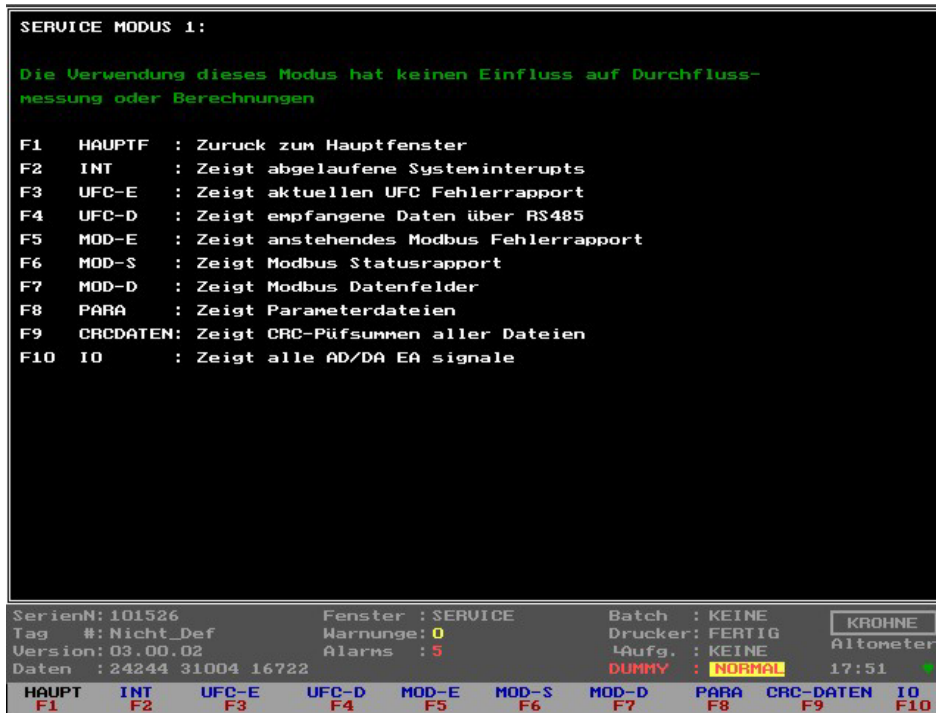 SERVICE MODUS 1:
Die Verwendung dieses Modus hat keinen Einfluss auf Durchfluss-
messung oder Berechnungen
F1 HAUPTF : Zuruck zum Hauptfenster
F2 INT : Zeigt abgelaufene Systeminterupts
F3 UFC-E : Zeigt aktuellen UFC Fehlerrapport
F4 UFC-D : Zeigt empfangene Daten über RS485
F5 MOD-E : Zeigt anstehendes Modbus Fehlerrapport
F6 MOD-S : Zeigt Modbus Statusrapport
F7 MOD-D : Zeigt Modbus Datenfelder
F8 PARA : Zeigt Parameterdateien
F9 CRCDATEN: Zeigt CRC-Püfsummen aller Dateien
F10 IO : Zeigt alle AD/DA EA signale
SerienN: 101526 Fenster : SERVICE Batch : KEINE KROHNE
Tag #: Nicht_Def Warnunge: 0 Drucker: FERTIG
Version: 03.00.02 Alarms : 5 └Aufg. : KEINE Altometer
Daten : 24244 31004 16722 DUMMY : NORMAL 17:51
HAUPT INT UFC-E UFC-D MOD-E MOD-S MOD-D PARA CRC-DATEN IO
F1 F2 F3 F4 F5 F6 F7 F8 F9 F10